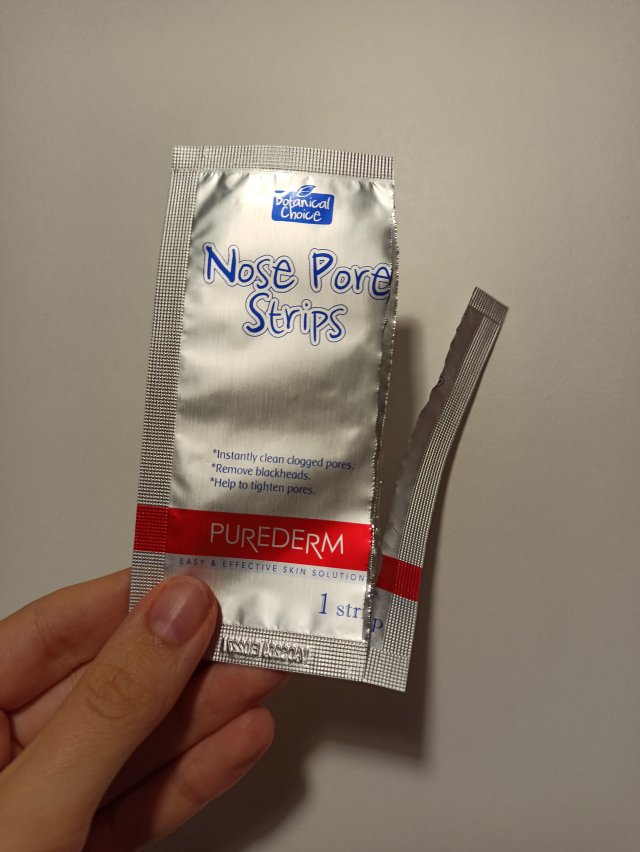 botanical
Choice
Nose Pore
Strips
*Instantly clean clogged pores.
*Remove blackheads.
*Help to tighten pores.
PUREDERM
EASY & EFFECTIVE SKIN SOLUTION
1 strip